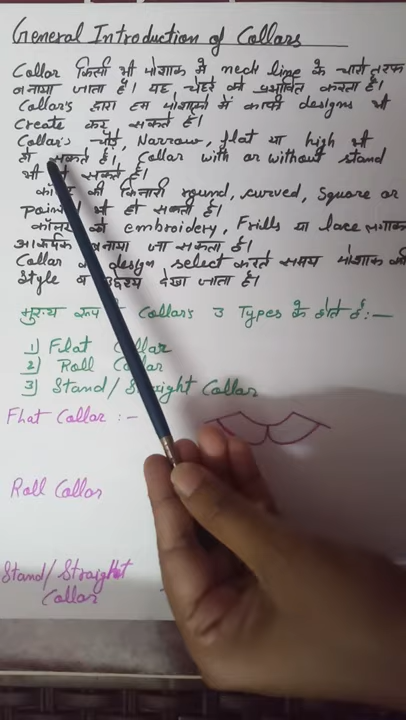 General Introduction of Collars
Collar किसी भी पोशाक में neck line के चारों तरफ
बनाया जाता है। यह चेहरे को प्रभावित करता है।
Collar's द्वारा हम पोशाकों में काफी designs भी
Create कर सकते हैं।
Collar's चौड़े, Narrow, flat या high भी
हो सकते हैं। Collar with or without stand
भी सकते हैं।
की किनारी round, curved, Square or
भी हो सकती है।
कॉलर को embroidery, Frills या lace लगाकर
आकर्षक बनाया जा सकता है।
Collar design select करते समय पोशाक की
Style व उद्देश्य देखा जाता है।
मुख्य रूप Collars 3 Types के होते हैं:—
1) Flat Collar
2) Roll Collar
3) Stand/Straight Collar
Flat Collar :-
Roll Collar
Stand/Straight
Collar